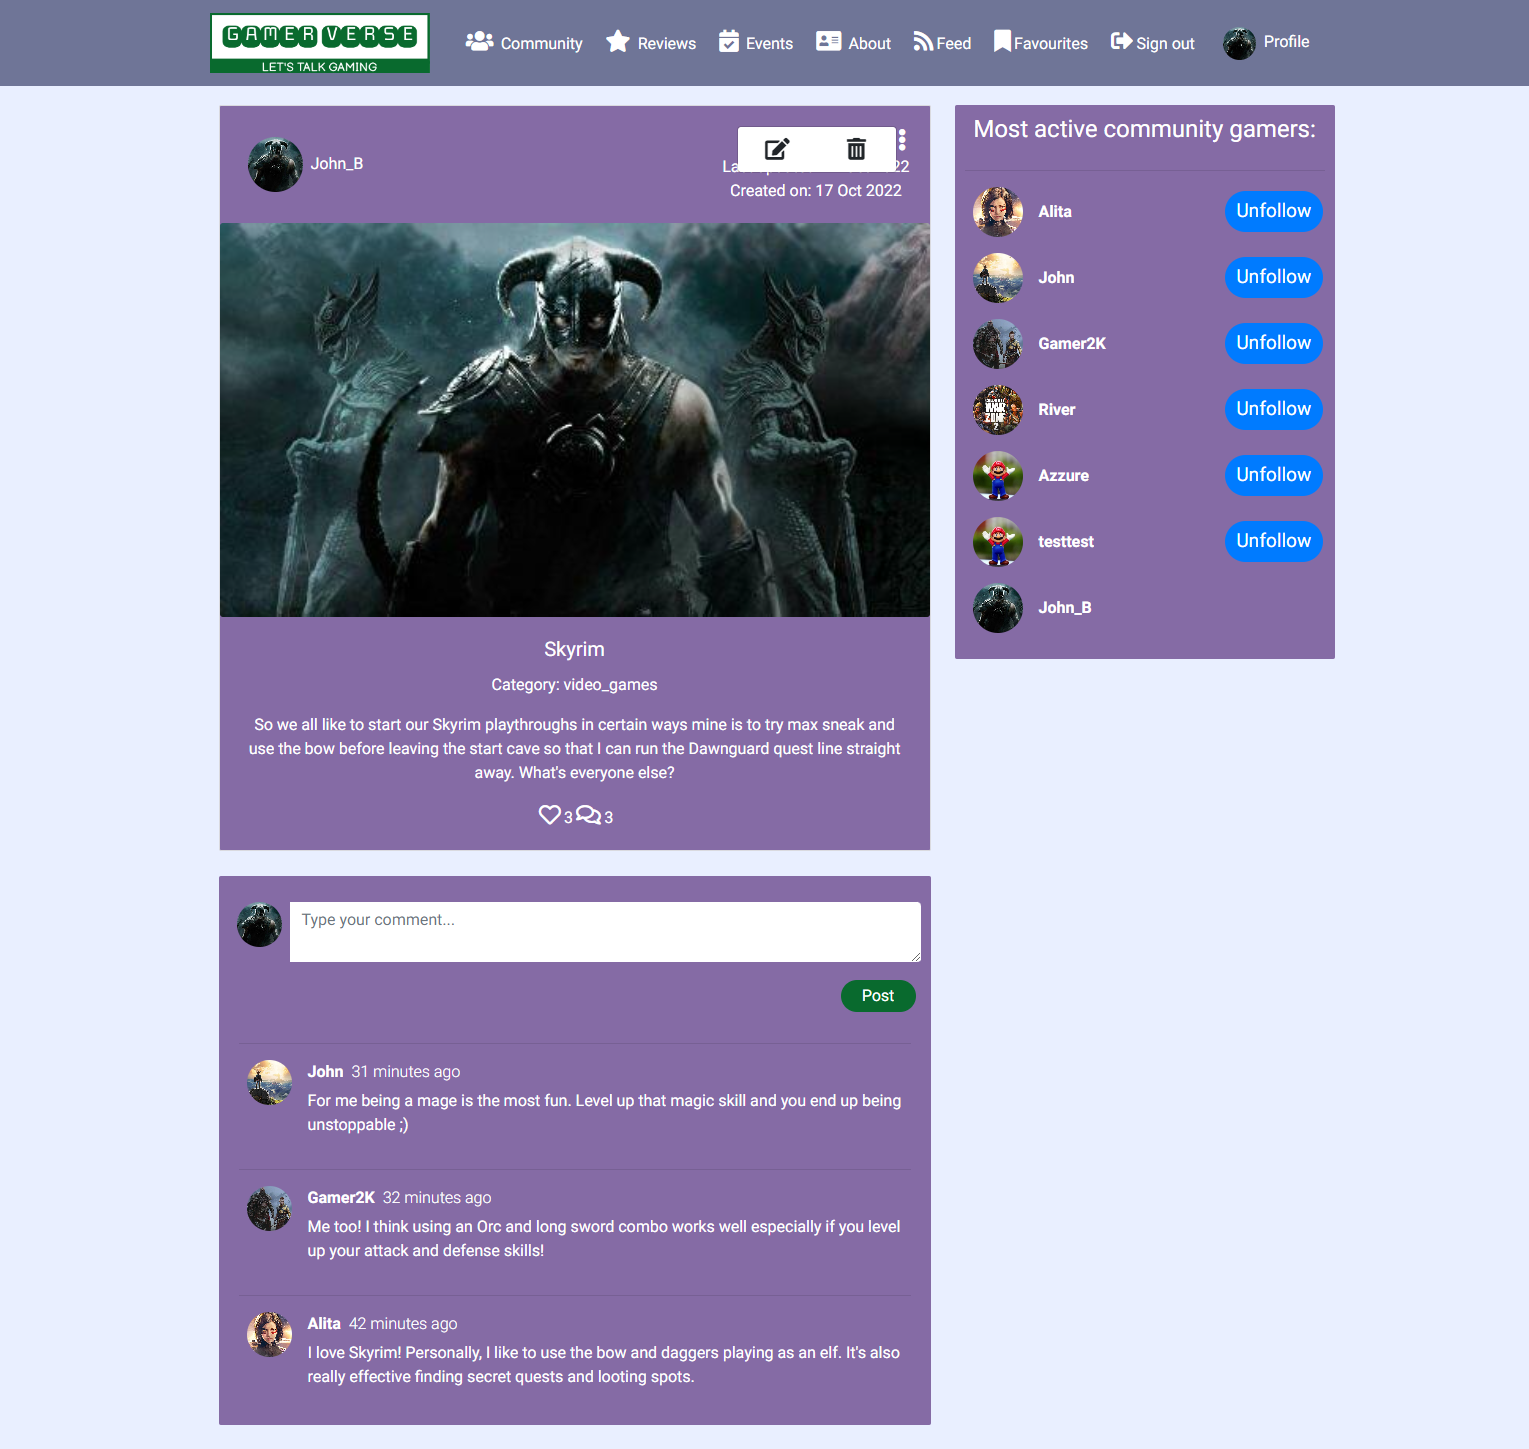 GAMER VERSE
LET'S TALK GAMING
Community Reviews Events About Feed Favourites Sign out Profile
John_B
22
Created on: 17 Oct 2022
Skyrim
Category: video_games
So we all like to start our Skyrim playthroughs in certain ways mine is to try max sneak and
use the bow before leaving the start cave so that I can run the Dawnguard quest line straight
away. What's everyone else?
3 3
Type your comment...
Post
John 31 minutes ago
For me being a mage is the most fun. Level up that magic skill and you end up being
unstoppable ;)
Gamer2K 32 minutes ago
Me too! I think using an Orc and long sword combo works well especially if you level
up your attack and defense skills!
Alita 42 minutes ago
I love Skyrim! Personally, I like to use the bow and daggers playing as an elf. It's also
really effective finding secret quests and looting spots.
Most active community gamers:
Alita Unfollow
John Unfollow
Gamer2K Unfollow
River Unfollow
Azzure Unfollow
testtest Unfollow
John_B